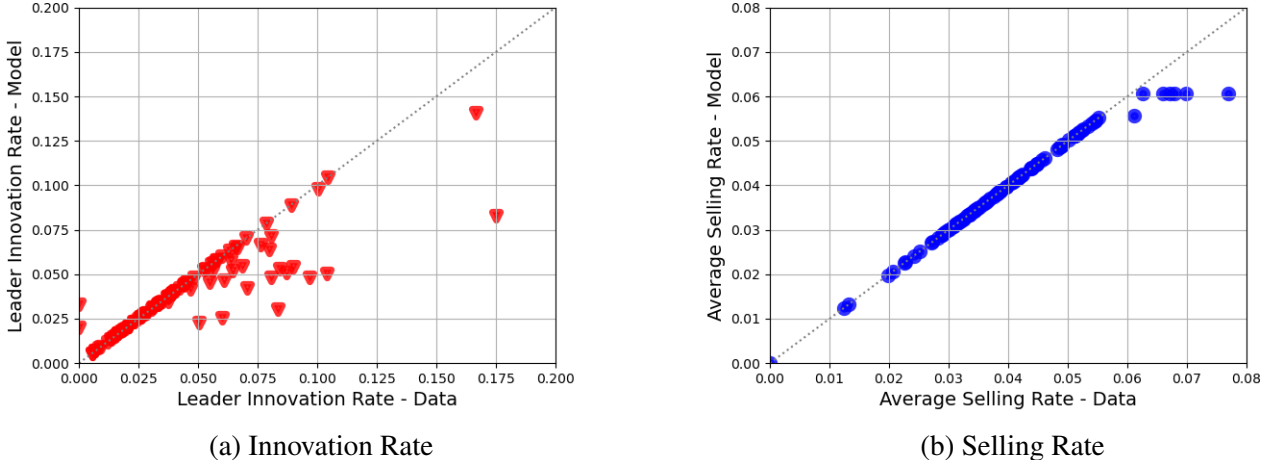 0.200
0.175
0.150
0.125
0.100
0.075
0.050
0.025
0.000
Leader Innovation Rate - Model
0.000 0.025 0.050 0.075 0.100 0.125 0.150 0.175 0.200
Leader Innovation Rate - Data
(a) Innovation Rate
0.08
0.07
0.06
0.05
0.04
0.03
0.02
0.01
0.00
Average Selling Rate - Model
0.00 0.01 0.02 0.03 0.04 0.05 0.06 0.07 0.08
Average Selling Rate - Data
(b) Selling Rate